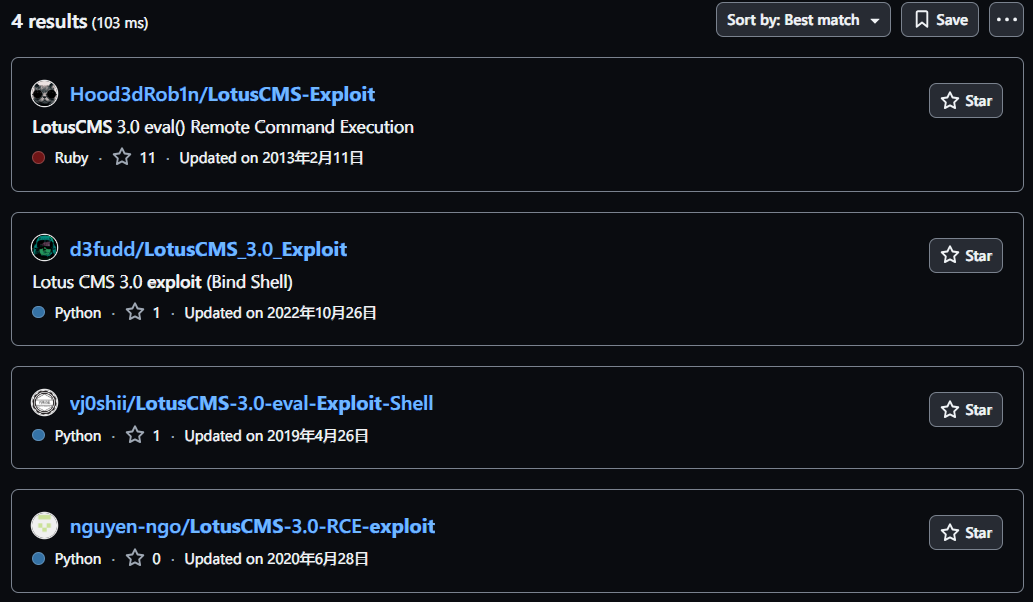 4 results (103 ms)
Sort by: Best match
Save
Hood3dRob1n/LotusCMS-Exploit
Star
LotusCMS 3.0 eval() Remote Command Execution
Ruby · 11 · Updated on 2013年2月11日
d3fudd/LotusCMS_3.0_Exploit
Star
Lotus CMS 3.0 exploit (Bind Shell)
Python · 1 · Updated on 2022年10月26日
vj0shii/LotusCMS-3.0-eval-Exploit-Shell
Star
Python · 1 · Updated on 2019年4月26日
nguyen-ngo/LotusCMS-3.0-RCE-exploit
Star
Python · 0 · Updated on 2020年6月28日